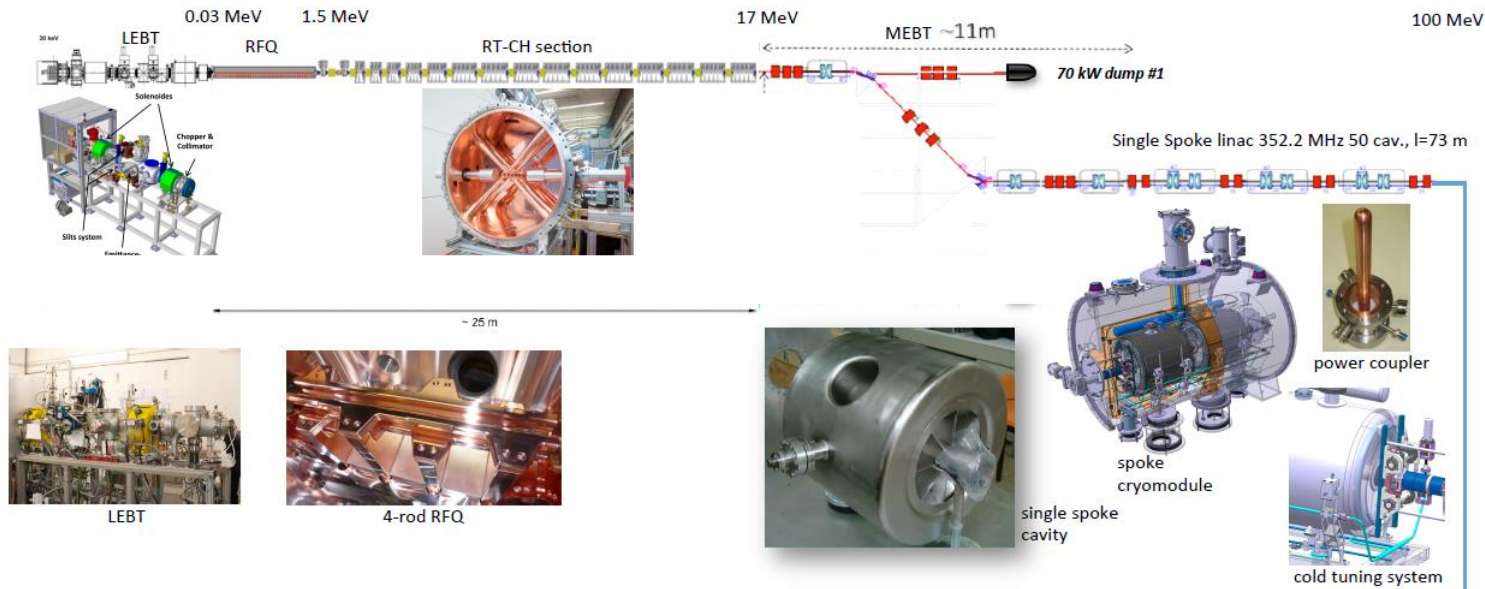 0.03 MeV
1.5 MeV
17 MeV
100 MeV
LEBT
RFQ
RT-CH section
MEBT ~11m
30 keV
70 kW dump #1
Solenoides
Chopper &
Collimator
Slits system
Emittance-
Single Spoke linac 352.2 MHz 50 cav., l=73 m
~ 25 m
power coupler
spoke
cryomodule
single spoke
cavity
LEBT
4-rod RFQ
cold tuning system